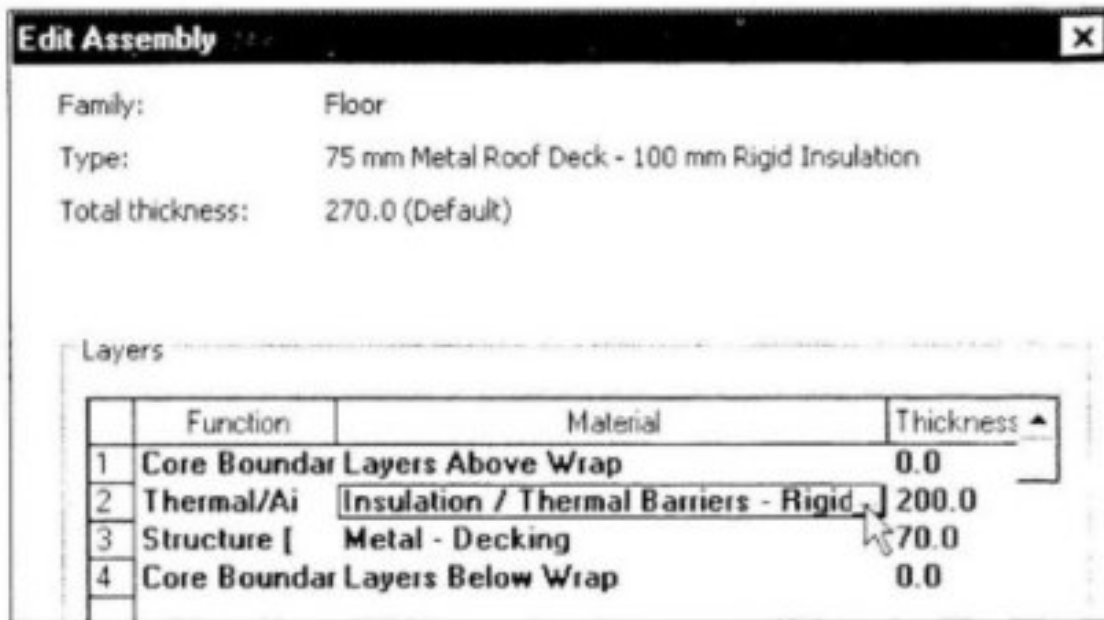 Edit Assembly
Family: Floor
Type: 75 mm Metal Roof Deck - 100 mm Rigid Insulation
Total thickness: 270.0 (Default)
Layers
Function Material Thickness
1 Core Boundar Layers Above Wrap 0.0
2 Thermal/Ai Insulation / Thermal Barriers - Rigid 200.0
3 Structure [ Metal - Decking 70.0
4 Core Boundar Layers Below Wrap 0.0